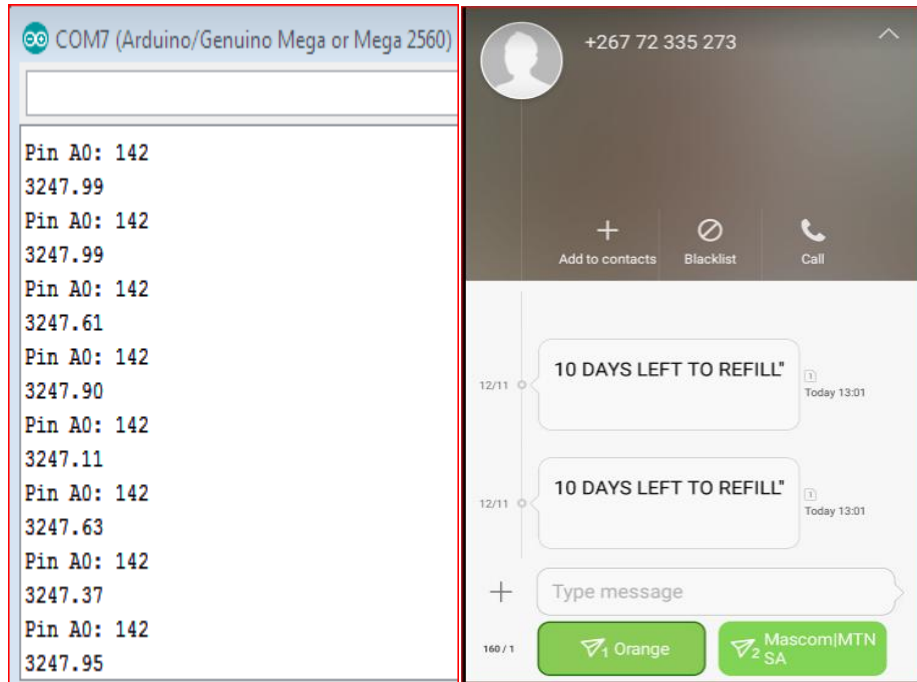 COM7 (Arduino/Genuino Mega or Mega 2560)
Pin A0: 142
3247.99
Pin A0: 142
3247.99
Pin A0: 142
3247.61
Pin A0: 142
3247.90
Pin A0: 142
3247.11
Pin A0: 142
3247.63
Pin A0: 142
3247.37
Pin A0: 142
3247.95
+267 72 335 273
Add to contacts
Blacklist
Call
12/11
10 DAYS LEFT TO REFILL"
1
Today 13:01
12/11
10 DAYS LEFT TO REFILL"
1
Today 13:01
Type message
160 / 1
1 Orange
2 Mascom|MTN
SA